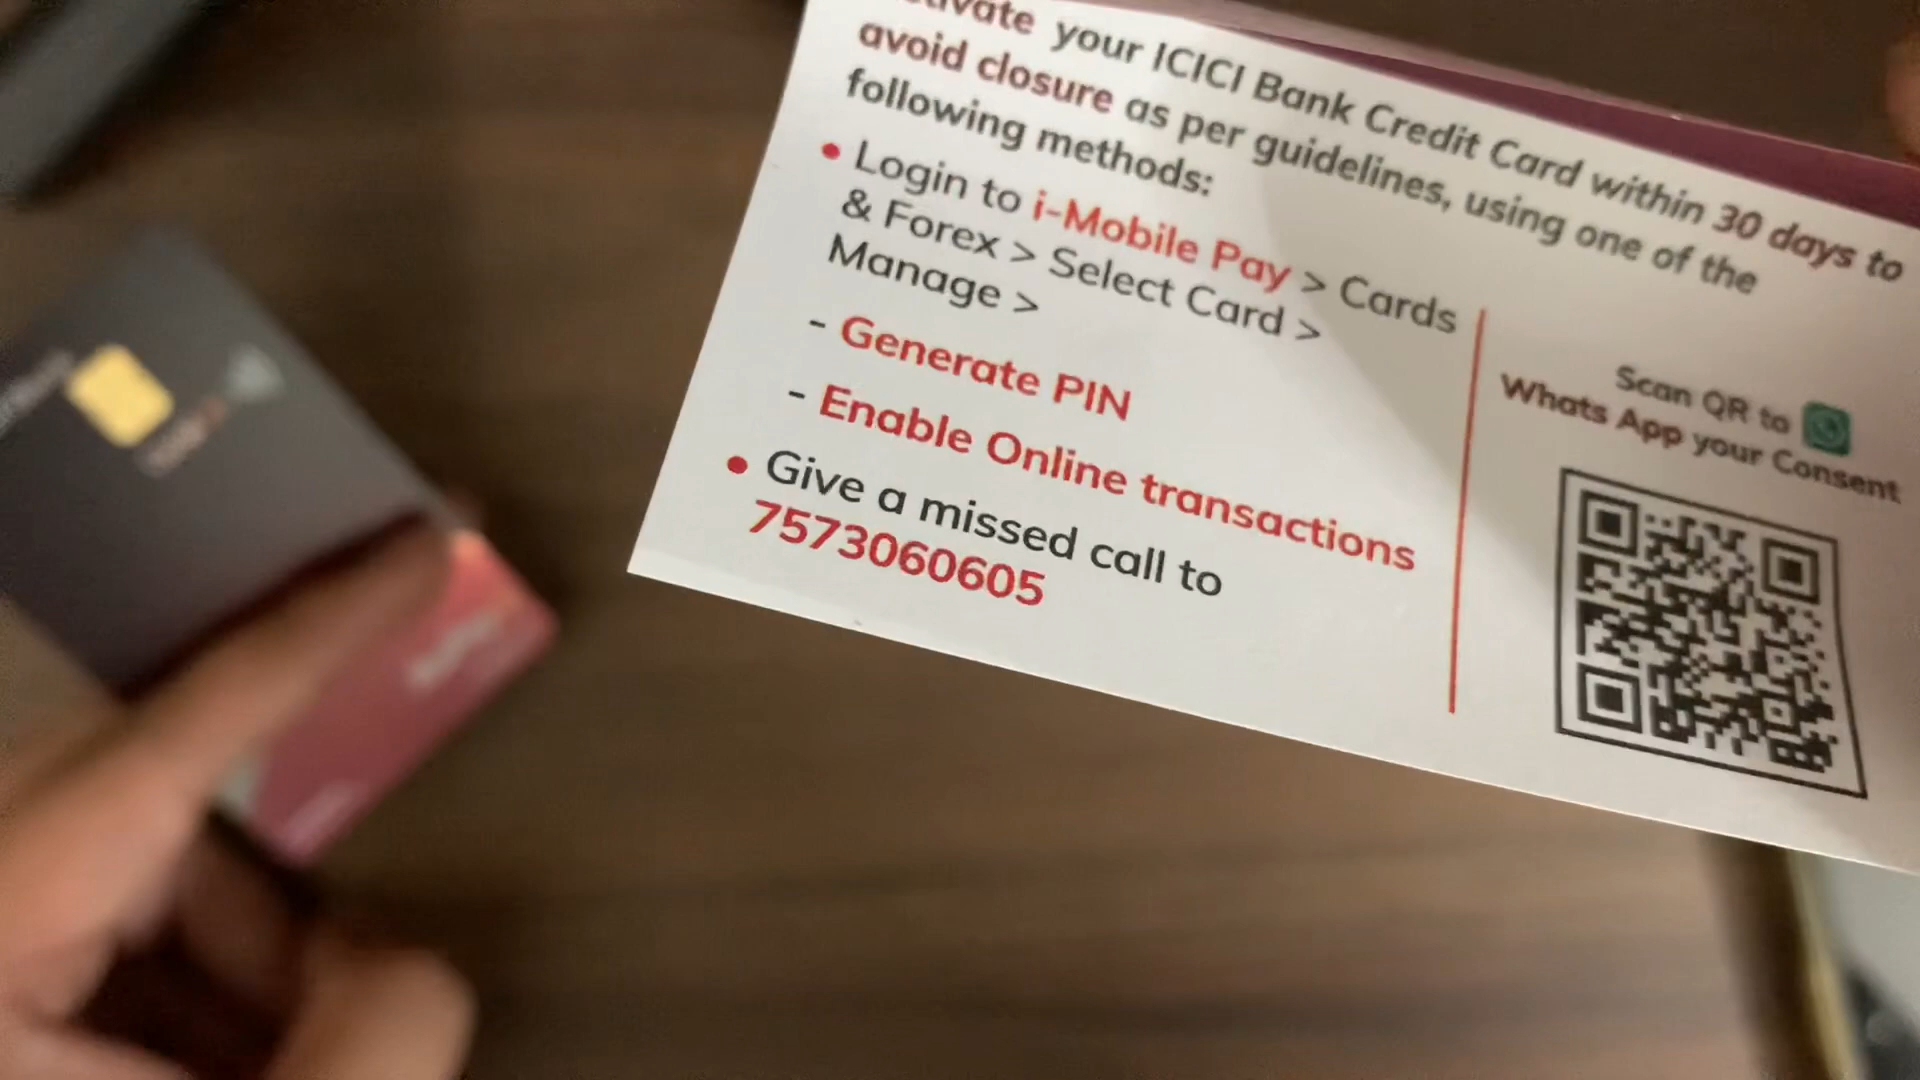 your ICICI Bank Credit Card within 30 days to
avoid closure as per guidelines, using one of the
following methods:
• Login to i-Mobile Pay > Cards
& Forex > Select Card >
Manage >
- Generate PIN
- Enable Online transactions
• Give a missed call to
7573060605
Scan QR to
Whats App your Consent